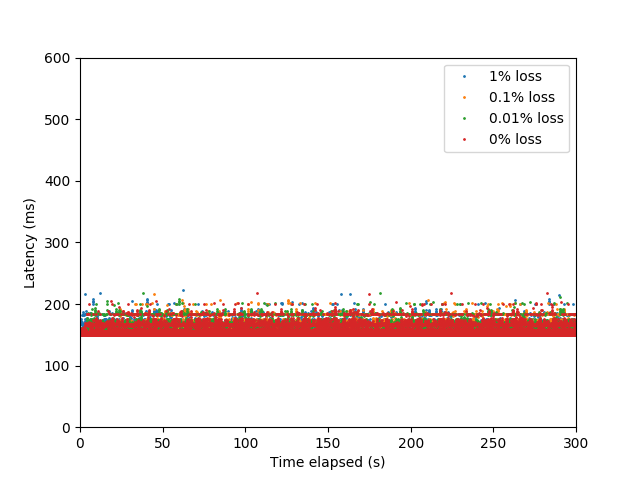 600
500
400
300
200
100
0
Latency (ms)
1% loss
0.1% loss
0.01% loss
0% loss
0 50 100 150 200 250 300
Time elapsed (s)